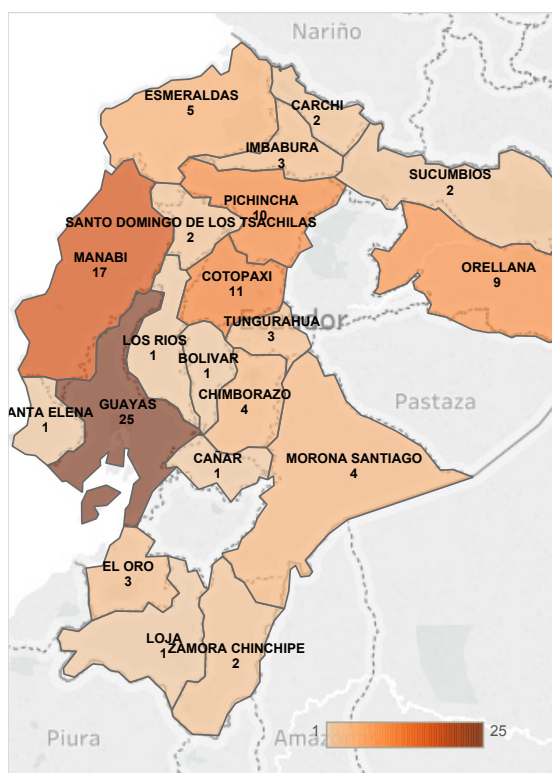 Nariño
ESMERALDAS
5
CARCHI
2
IMBABURA
3
SUCUMBIOS
2
PICHINCHA
10
SANTO DOMINGO DE LOS TSACHILAS
2
MANABI
17
COTOPAXI
11
ORELLANA
9
Ecuador
TUNGURAHUA
3
LOS RIOS
1
BOLIVAR
1
CHIMBORAZO
4
Pastaza
ANTA ELENA
1
GUAYAS
25
CAÑAR
1
MORONA SANTIAGO
4
EL ORO
3
LOJA
1
ZAMORA CHINCHIPE
2
Piura
1
25